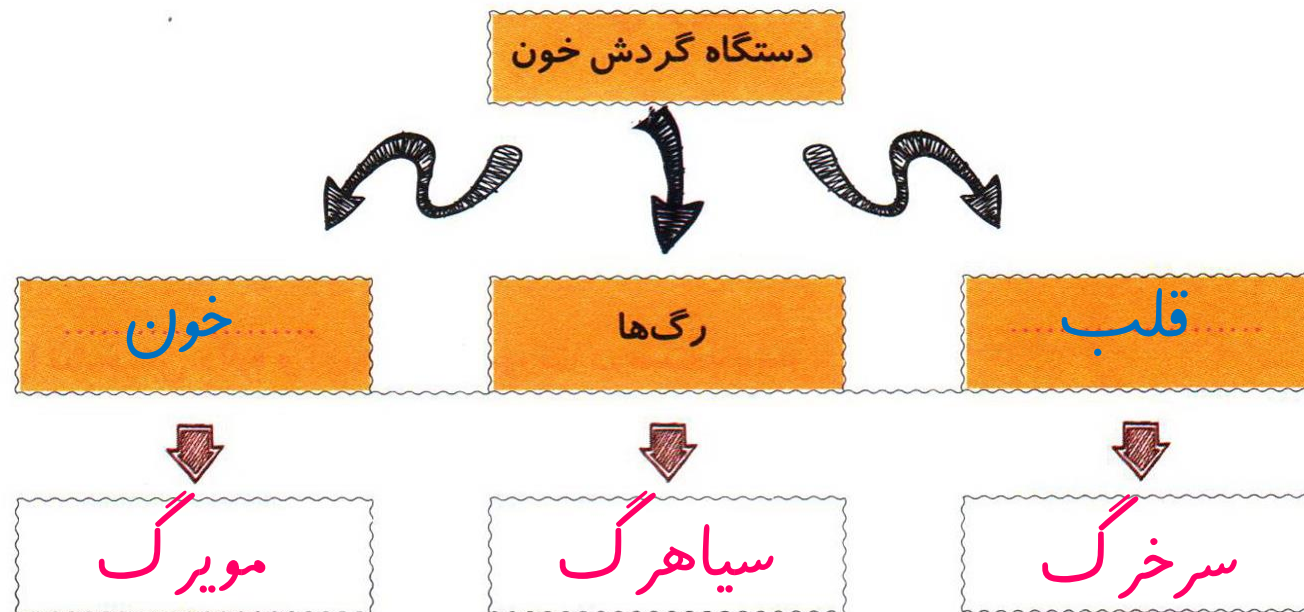 دستگاه گردش خون
قلب رگ‌ها خون
سرخرگ سیاهرگ مویرگ